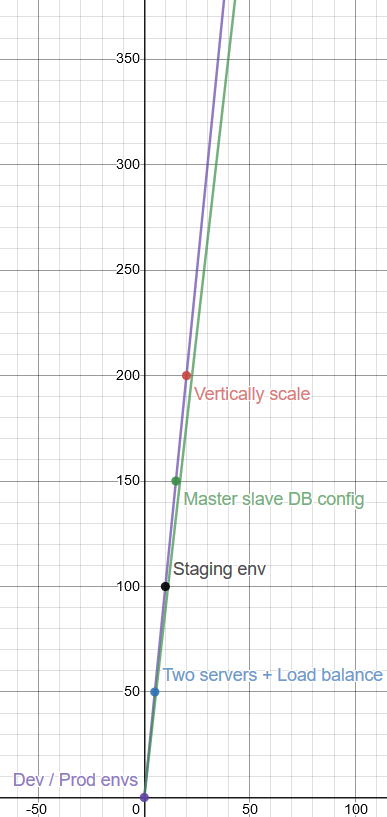 350
300
250
200
Vertically scale
150
Master slave DB config
Staging env
100
Two servers + Load balance
50
Dev / Prod envs
-50 0 50 100